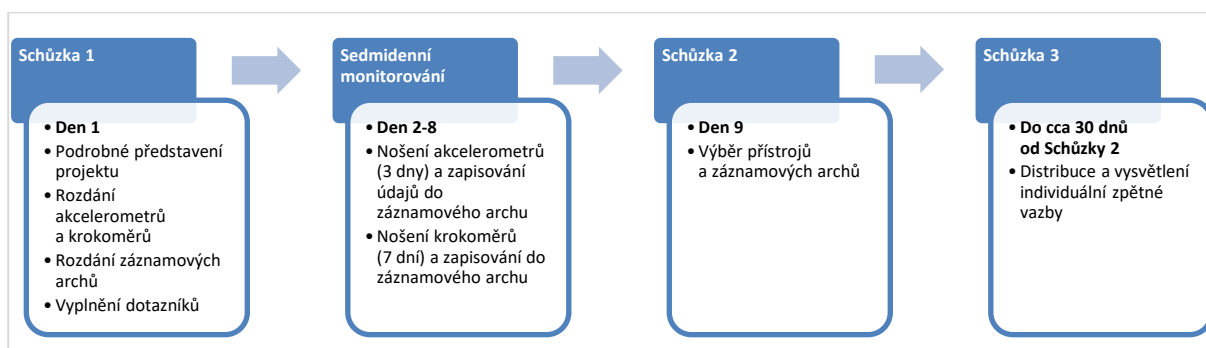 Schůzka 1
• Den 1
• Podrobné představení
projektu
• Rozdání
akcelerometrů
a krokoměrů
• Rozdání záznamových
archů
• Vyplnění dotazníků
Sedmidenní
monitorování
• Den 2-8
• Nošení akcelerometrů
(3 dny) a zapisování
údajů do
záznamového archu
• Nošení krokoměrů
(7 dní) a zapisování do
záznamového archu
Schůzka 2
• Den 9
• Výběr přístrojů
a záznamových archů
Schůzka 3
• Do cca 30 dnů
od Schůzky 2
• Distribuce a vysvětlení
individuální zpětné
vazby